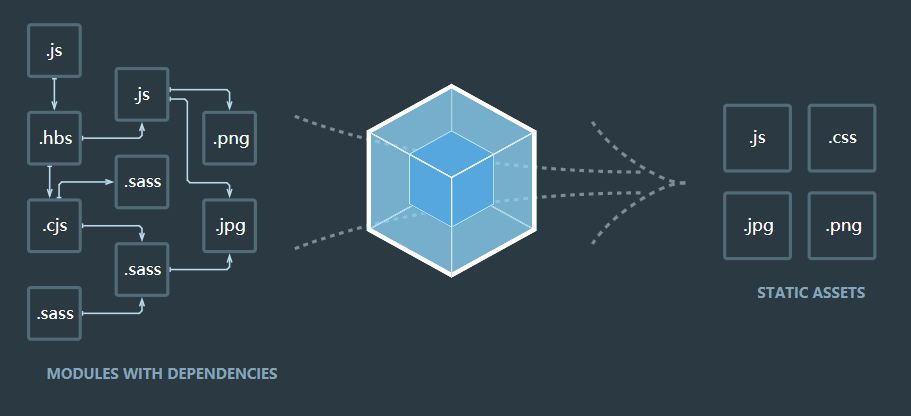 .js
.js
.hbs
.png
.sass
.cjs
.jpg
.sass
.sass
MODULES WITH DEPENDENCIES
.js
.css
.jpg
.png
STATIC ASSETS